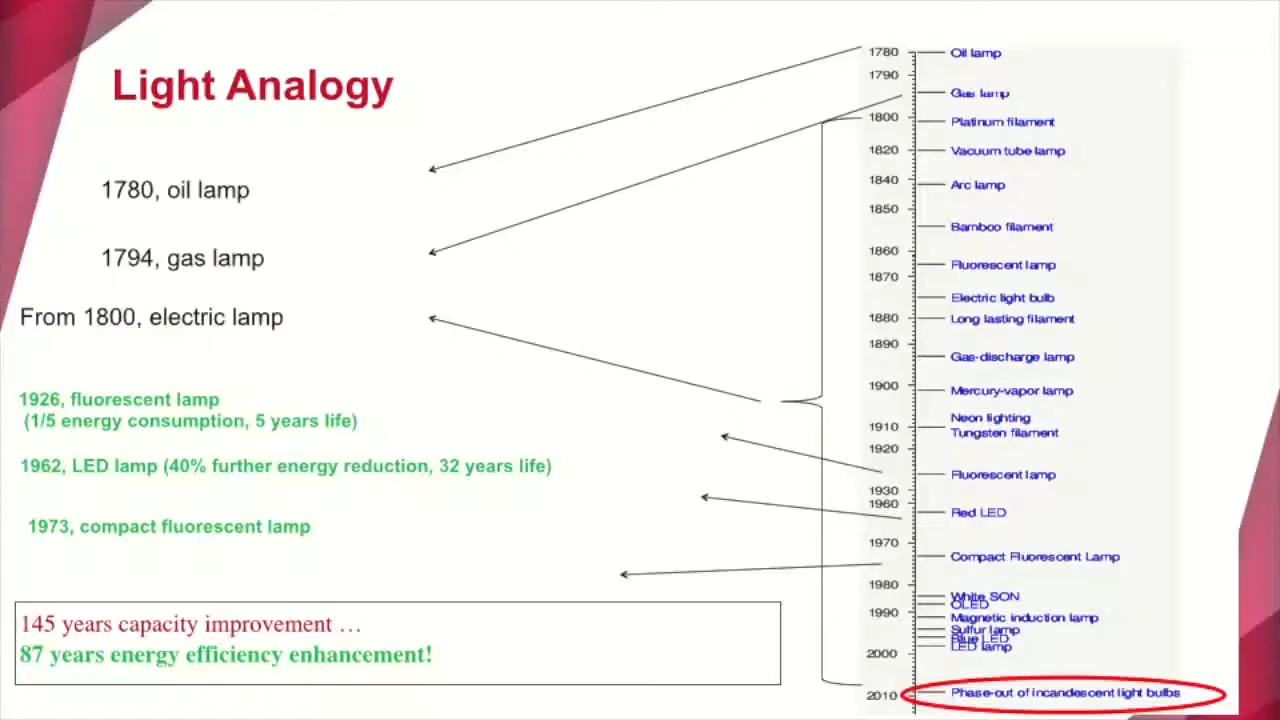 Light Analogy
1780, oil lamp
1794, gas lamp
From 1800, electric lamp
1926, fluorescent lamp
(1/5 energy consumption, 5 years life)
1962, LED lamp (40% further energy reduction, 32 years life)
1973, compact fluorescent lamp
145 years capacity improvement …
87 years energy efficiency enhancement!
1780 Oil lamp
1790
Gas lamp
1800 Platinum filament
1820 Vacuum tube lamp
1840 Arc lamp
1850
Bamboo filament
1860
Fluorescent lamp
1870
Electric light bulb
1880 Long lasting filament
1890
Gas-discharge lamp
1900 Mercury-vapor lamp
Neon lighting
1910 Tungsten filament
1920
Fluorescent lamp
1930
1960
Red LED
1970
Compact Fluorescent Lamp
1980
White SON
OLED
1990
Magnetic induction lamp
Sulfur lamp
Blue LED
LED lamp
2000
2010 Phase-out of incandescent light bulbs